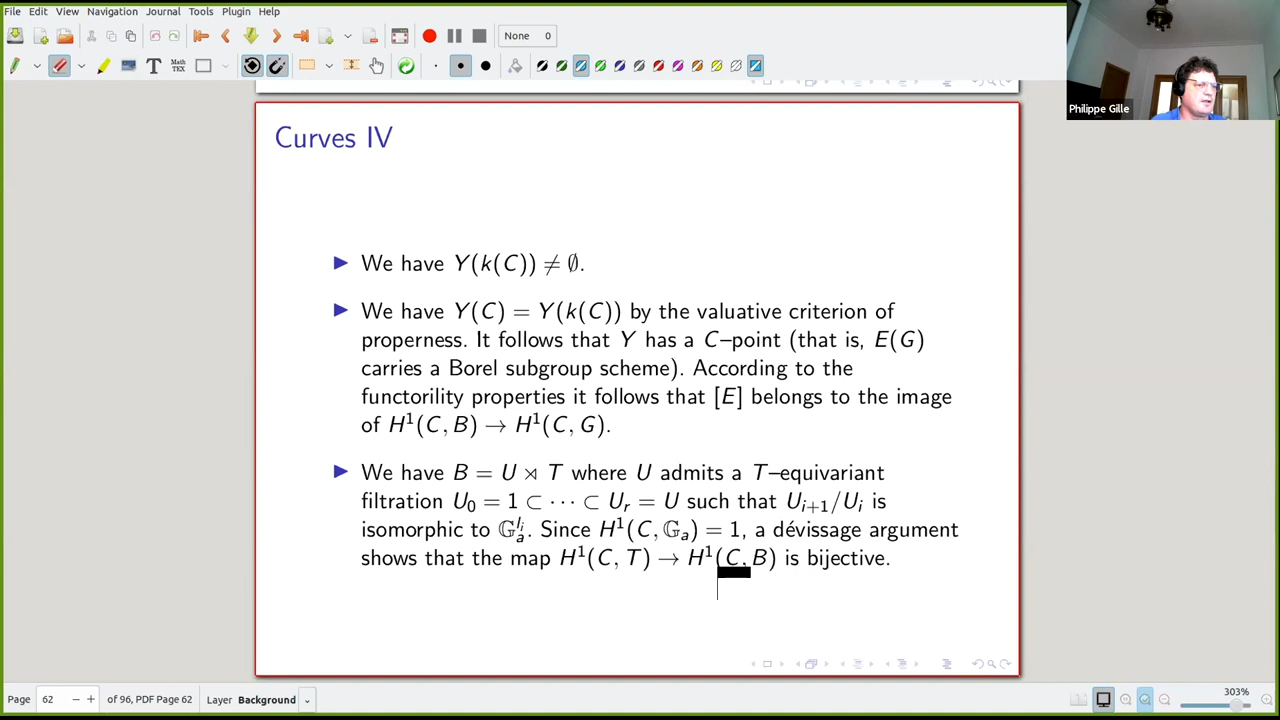 File Edit View Navigation Journal Tools Plugin Help
None 0
Philippe Gille
Curves IV
▶ We have Y(k(C)) ≠ ∅.
▶ We have Y(C) = Y(k(C)) by the valuative criterion of
properness. It follows that Y has a C–point (that is, E(G)
carries a Borel subgroup scheme). According to the
functorility properties it follows that [E] belongs to the image
of H¹(C, B) → H¹(C, G).
▶ We have B = U ⋊ T where U admits a T–equivariant
filtration U₀ = 1 ⊂ ⋯ ⊂ Uᵣ = U such that Uᵢ₊₁/Uᵢ is
isomorphic to 𝔾ₐ^{lᵢ}. Since H¹(C, 𝔾ₐ) = 1, a dévissage argument
shows that the map H¹(C, T) → H¹(C, B) is bijective.
Page 62 − + of 96, PDF Page 62 Layer Background 303%